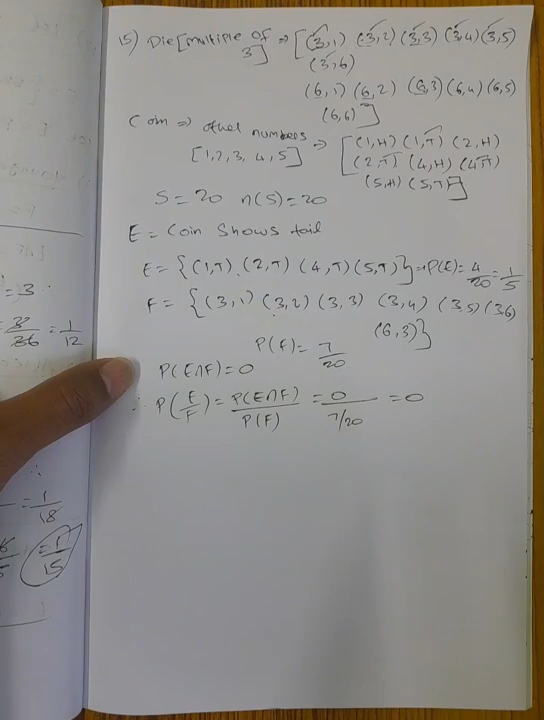 15) Die [multiple of 3] ⇒ [(3,1) (3,2) (3,3) (3,4) (3,5)
(3,6)
(6,1) (6,2) (6,3) (6,4) (6,5)
(6,6)]
Coin ⇒ other numbers ⇒ [(1,H) (1,T) (2,H)
[1,2,3, 4,5]
(2,T) (4,H) (4,T)
(5,H) (5,T)]
S = 20 n(S) = 20
E = Coin Shows tail
E = {(1,T) (2,T) (4,T) (5,T)} ⇒ P(E) = 4/20 = 1/5
F = {(3,1) (3,2) (3,3) (3,4) (3 5) (3 6)
(6,3)}
P(F) = 7/20
P(E∩F) = 0
∴ P(E/F) = P(E∩F)/P(F) = 0/7/20 = 0
= 3
= 3/36 = 1/12
= 1/18
= 1/15